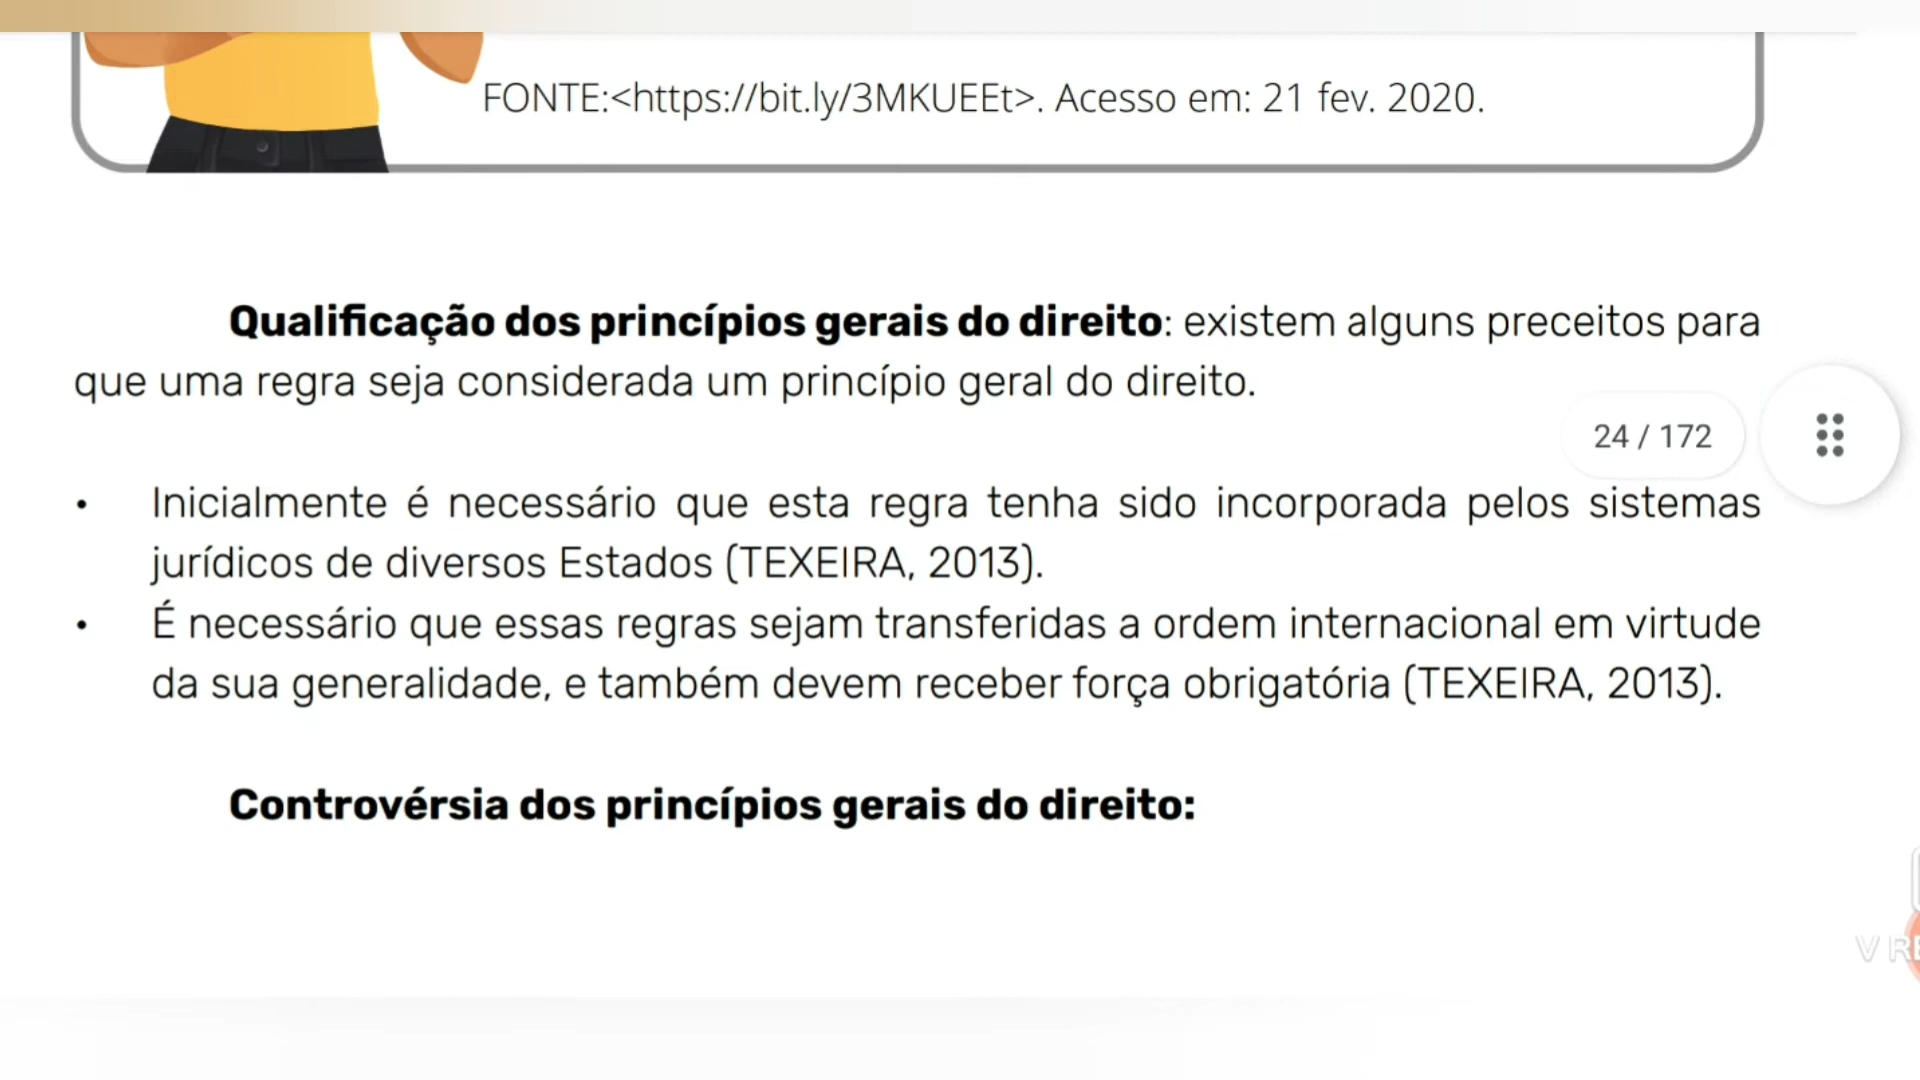 FONTE:<https://bit.ly/3MKUEEt>. Acesso em: 21 fev. 2020.
Qualificação dos princípios gerais do direito: existem alguns preceitos para
que uma regra seja considerada um princípio geral do direito.
24 / 172
• Inicialmente é necessário que esta regra tenha sido incorporada pelos sistemas
jurídicos de diversos Estados (TEXEIRA, 2013).
• É necessário que essas regras sejam transferidas a ordem internacional em virtude
da sua generalidade, e também devem receber força obrigatória (TEXEIRA, 2013).
Controvérsia dos princípios gerais do direito: